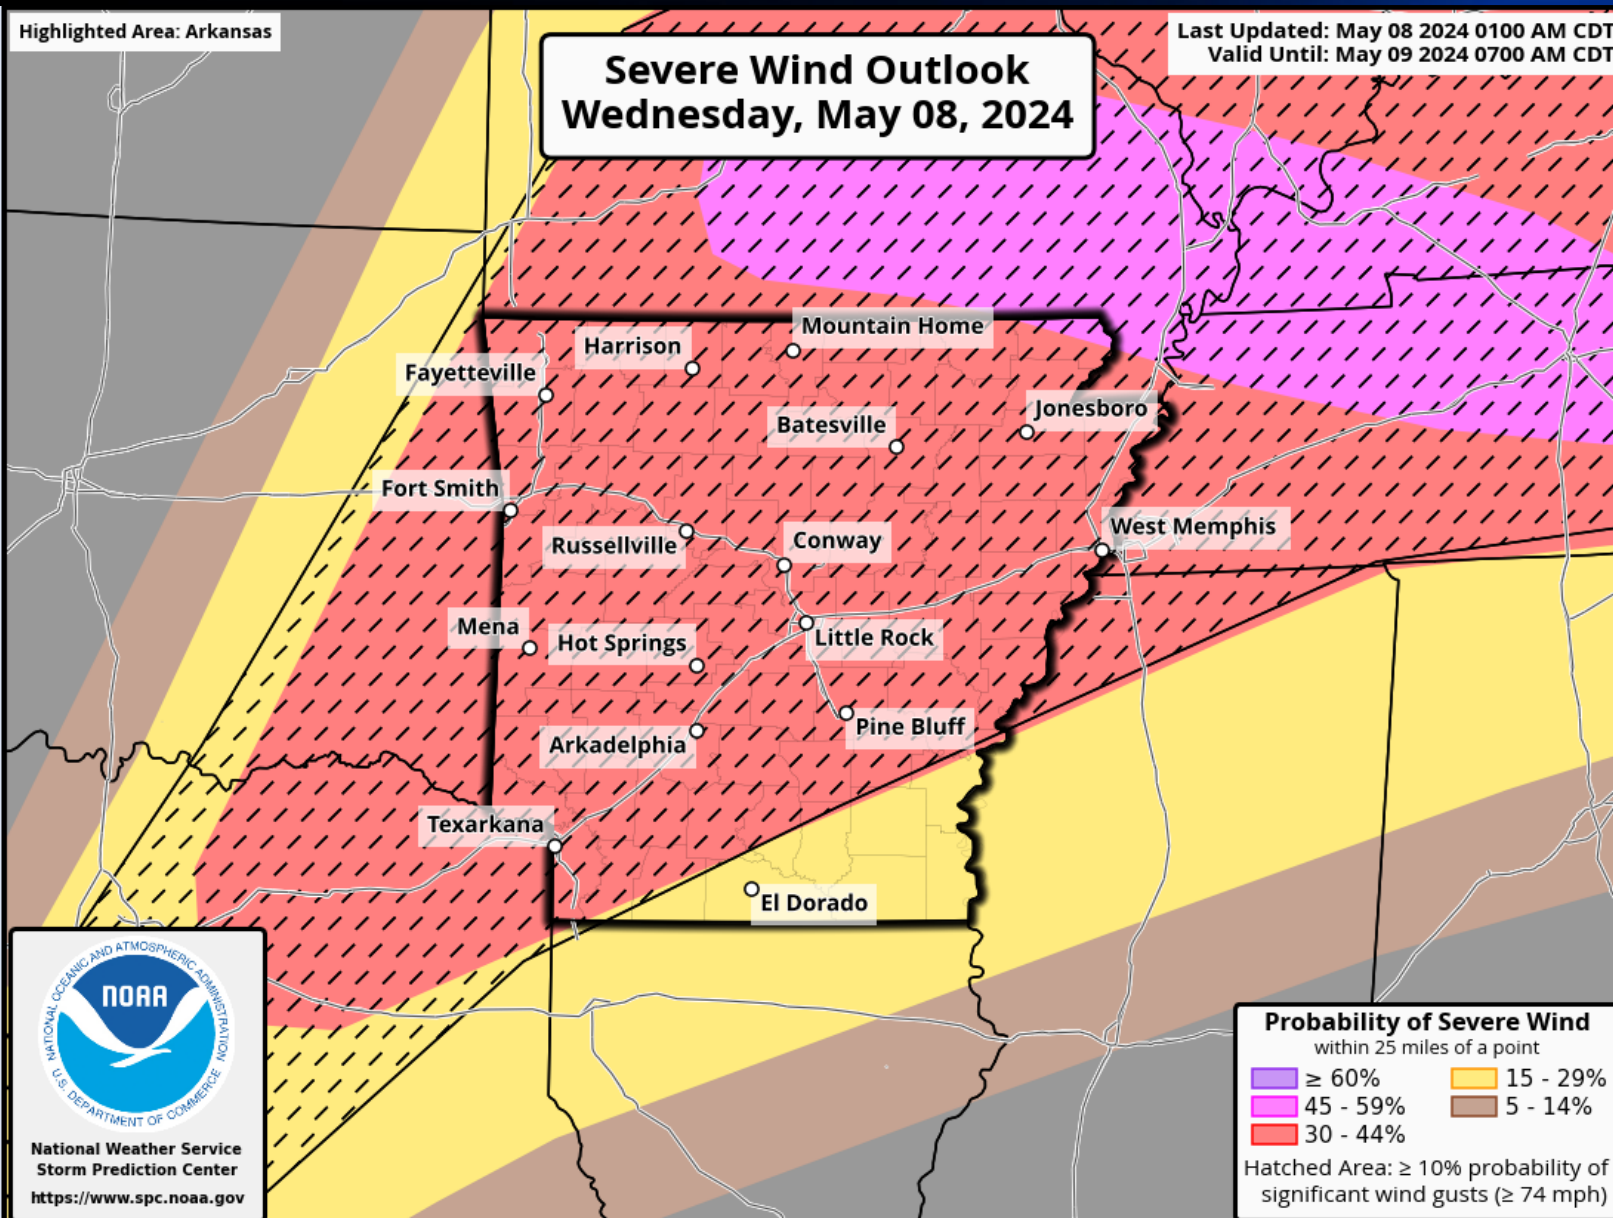 Highlighted Area: Arkansas
Severe Wind Outlook
Wednesday, May 08, 2024
Last Updated: May 08 2024 0100 AM CDT
Valid Until: May 09 2024 0700 AM CDT
Mountain Home
Harrison
Fayetteville
Jonesboro
Batesville
Fort Smith
West Memphis
Russellville
Conway
Mena
Hot Springs
Little Rock
Pine Bluff
Arkadelphia
Texarkana
El Dorado
NATIONAL OCEANIC AND ATMOSPHERIC ADMINISTRATION
NOAA
U.S. DEPARTMENT OF COMMERCE
National Weather Service
Storm Prediction Center
https://www.spc.noaa.gov
Probability of Severe Wind
within 25 miles of a point
≥ 60%
15 - 29%
45 - 59%
5 - 14%
30 - 44%
Hatched Area: ≥ 10% probability of
significant wind gusts (≥ 74 mph)